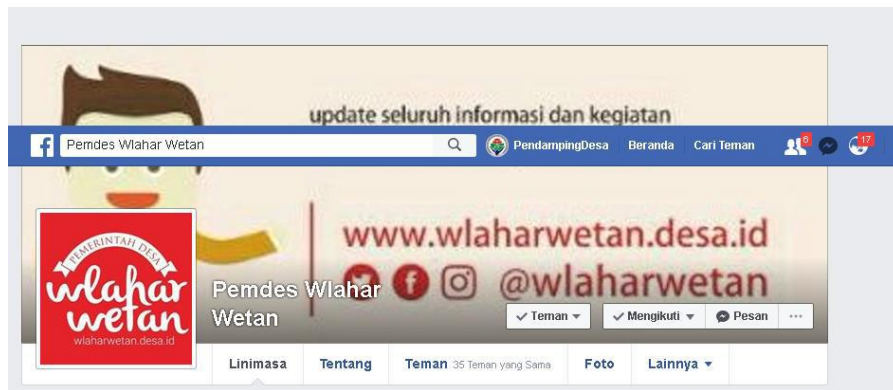 update seluruh informasi dan kegiatan
Pemdes Wlahar Wetan
PendampingDesa
Beranda
Cari Teman
6
17
www.wlaharwetan.desa.id
@wlaharwetan
PEMERINTAH DESA
wlahar
wetan
wlaharwetan.desa.id
Pemdes Wlahar
Wetan
Teman
Mengikuti
Pesan
Linimasa
Tentang
Teman 35 Teman yang Sama
Foto
Lainnya